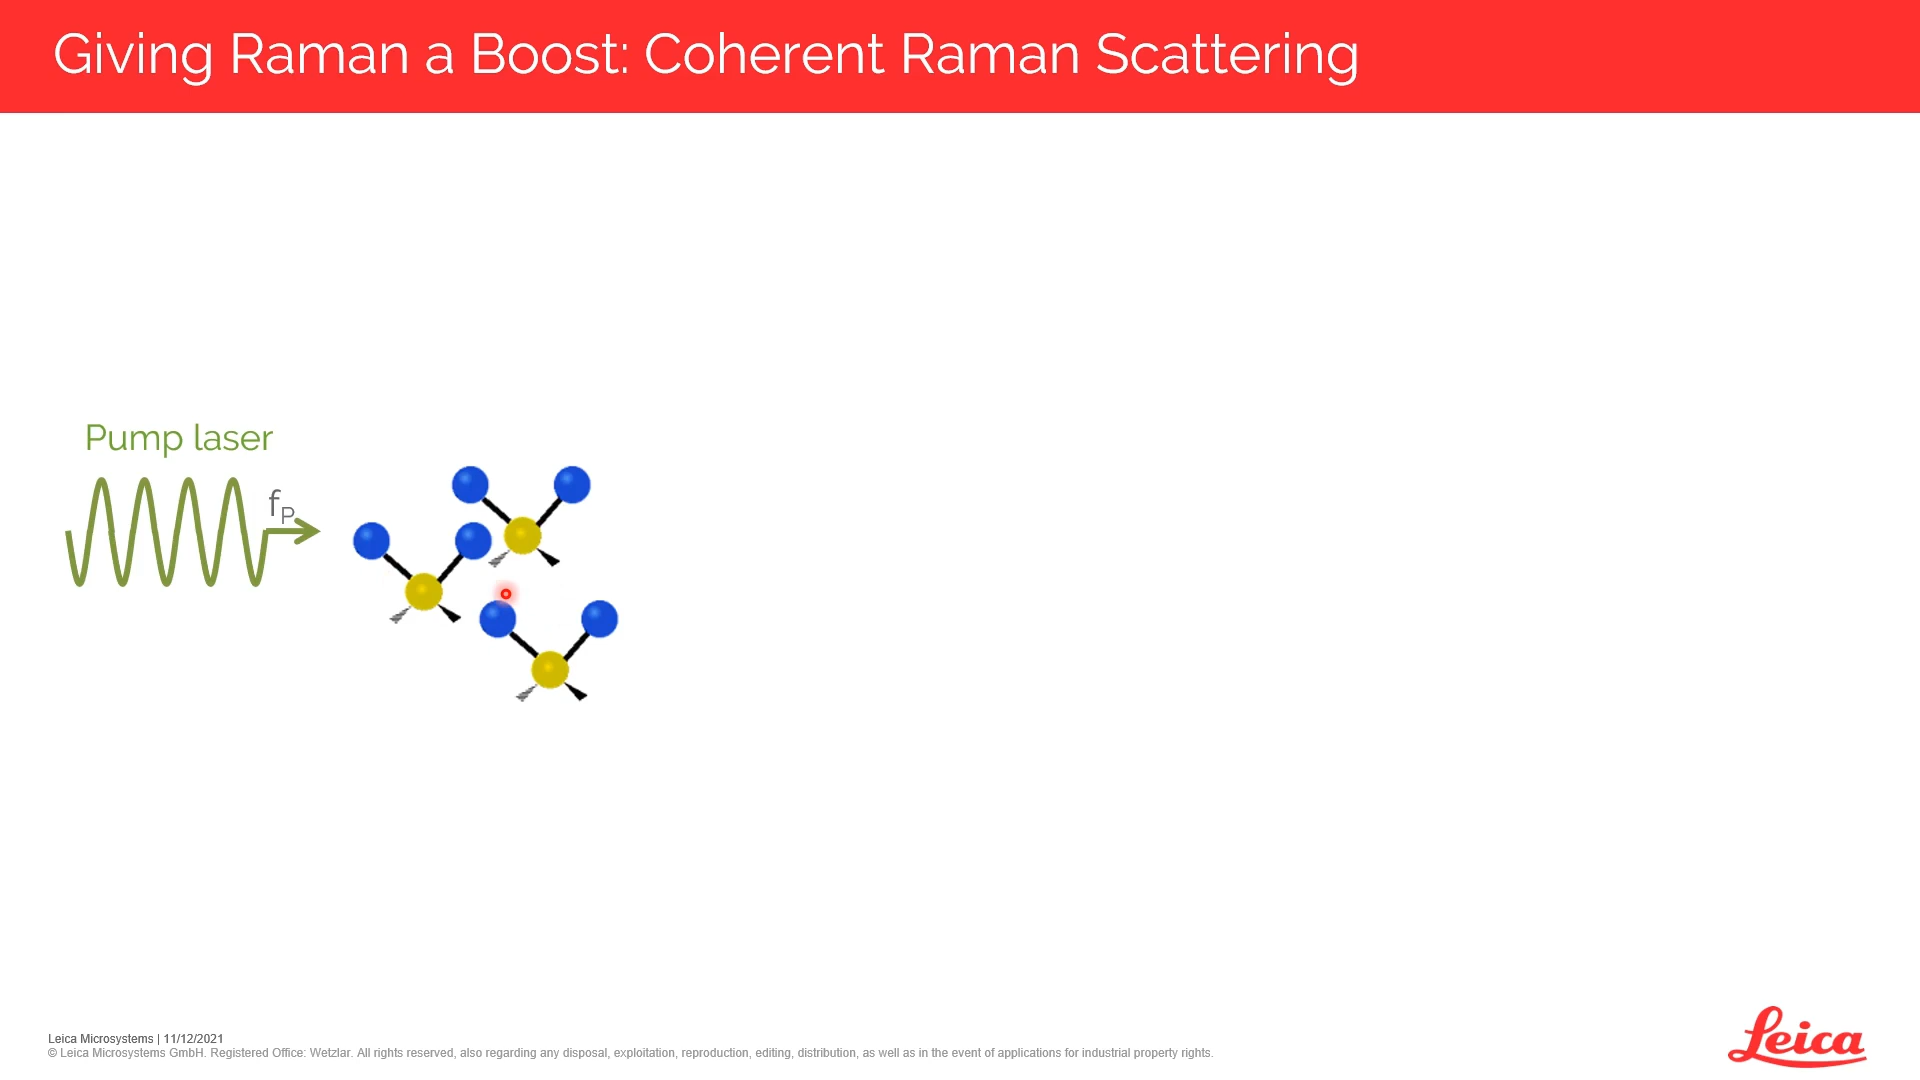 Giving Raman a Boost: Coherent Raman Scattering
Pump laser
fP
Leica Microsystems | 11/12/2021
© Leica Microsystems GmbH. Registered Office: Wetzlar. All rights reserved, also regarding any disposal, exploitation, reproduction, editing, distribution, as well as in the event of applications for industrial property rights.
Leica